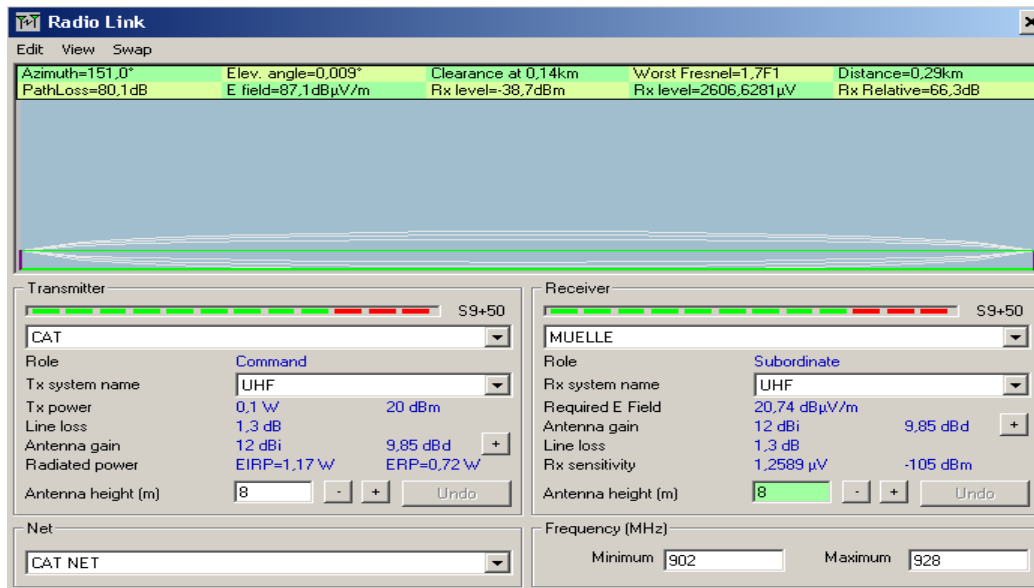 Radio Link
Edit View Swap
Azimuth=151,0° Elev. angle=0,009° Clearance at 0,14km Worst Fresnel=1,7F1 Distance=0,29km
PathLoss=80,1dB E field=87,1dBµV/m Rx level=-38,7dBm Rx level=2606,6281µV Rx Relative=66,3dB
Transmitter
S9+50
CAT
Role Command
Tx system name UHF
Tx power 0,1 W 20 dBm
Line loss 1,3 dB
Antenna gain 12 dBi 9,85 dBd +
Radiated power EIRP=1,17 W ERP=0,72 W
Antenna height (m) 8 - + Undo
Net
CAT NET
Receiver
S9+50
MUELLE
Role Subordinate
Rx system name UHF
Required E Field 20,74 dBµV/m
Antenna gain 12 dBi 9,85 dBd +
Line loss 1,3 dB
Rx sensitivity 1,2589 µV -105 dBm
Antenna height (m) 8 - + Undo
Frequency (MHz)
Minimum 902 Maximum 928